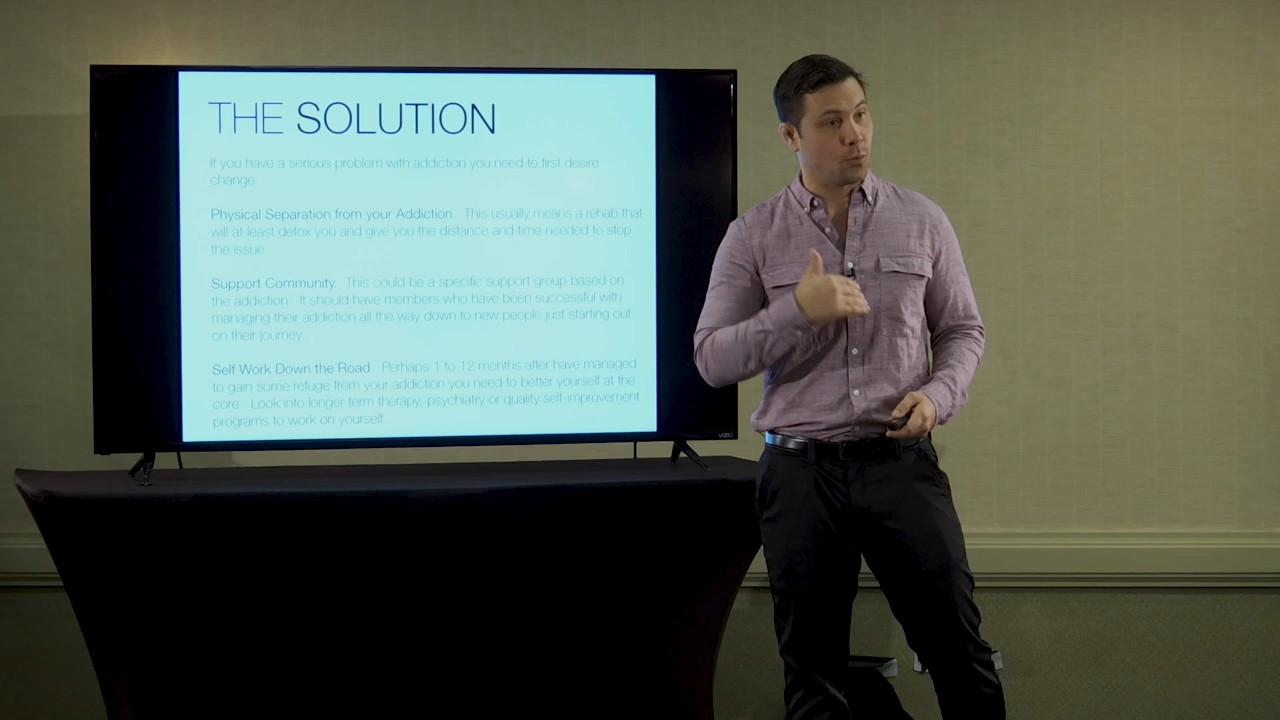 THE SOLUTION
If you have a serious problem with addiction you need to first desire
change.
Physical Separation from your Addiction. This usually means a rehab that
will at least detox you and give you the distance and time needed to stop
the issue.
Support Community. This could be a specific support group based on
the addiction. It should have members who have been successful with
managing their addiction all the way down to new people just starting out
on their journey.
Self Work Down the Road. Perhaps 1 to 12 months after have managed
to gain some refuge from your addiction you need to better yourself at the
core. Look into longer term therapy, psychiatry or quality self improvement
programs to work on yourself.
VIZIO